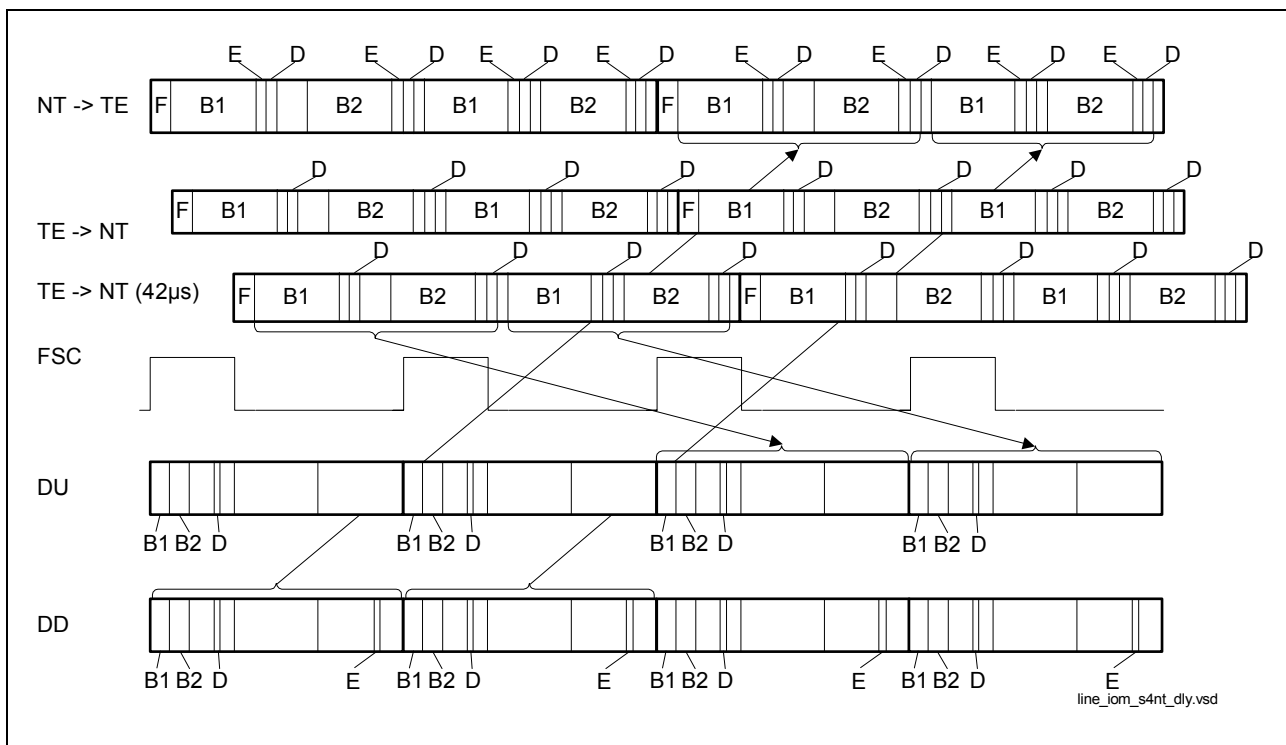 E D E D E D E D E D E D E D E D
NT -> TE F B1 B2 B1 B2 F B1 B2 B1 B2
D D D D D D D D
F B1 B2 B1 B2 F B1 B2 B1 B2
TE -> NT
D D D D D D D D
TE -> NT (42µs) F B1 B2 B1 B2 F B1 B2 B1 B2
FSC
DU
B1 B2 D B1 B2 D B1 B2 D B1 B2 D
DD
B1 B2 D E B1 B2 D E B1 B2 D E B1 B2 D E
line_iom_s4nt_dly.vsd